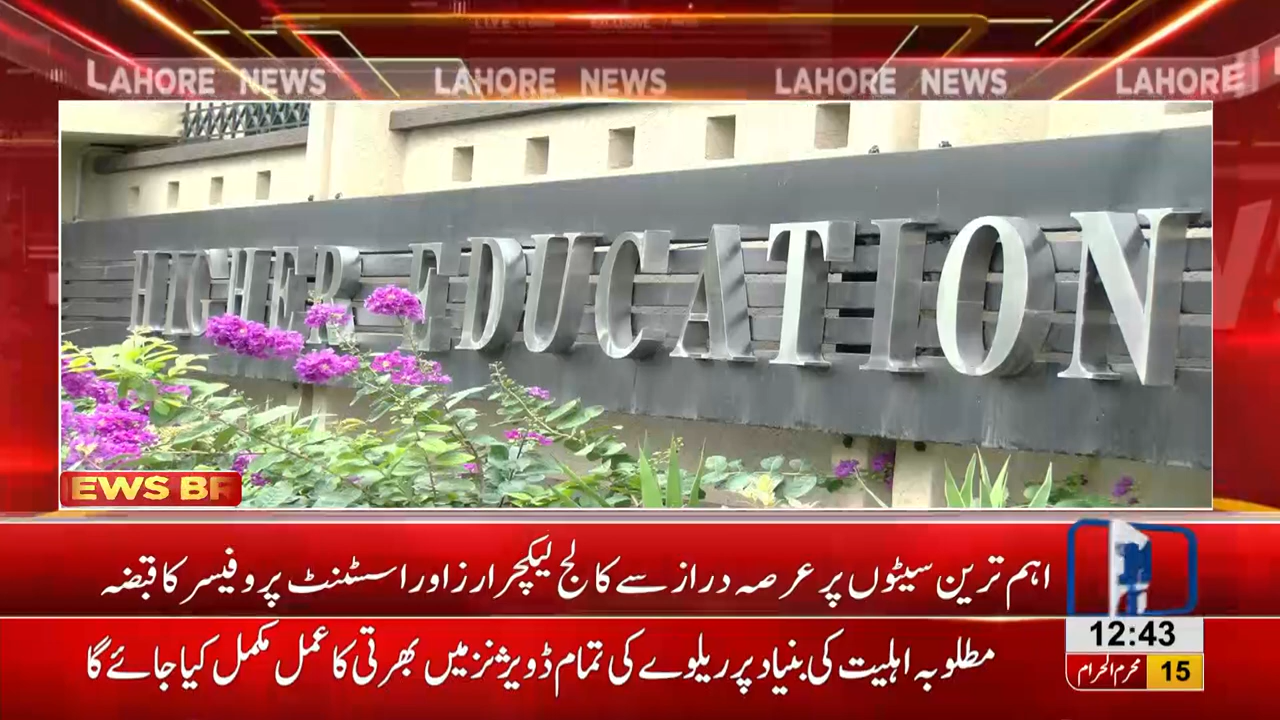 LAHORE NEWS LAHORE NEWS LAHORE NEWS LAHORE
HIGHER EDUCATION
EWS BR
اہم ترین سیٹوں پر عرصہ دراز سے کالج لیکچرارز اور اسسٹنٹ پروفیسر کا قبضہ
12:43
مطلوبہ اہلیت کی بنیاد پر ریلوے کی تمام ڈویژنز میں بھرتی کا عمل مکمل کیا جائے گا
محرم الحرام 15